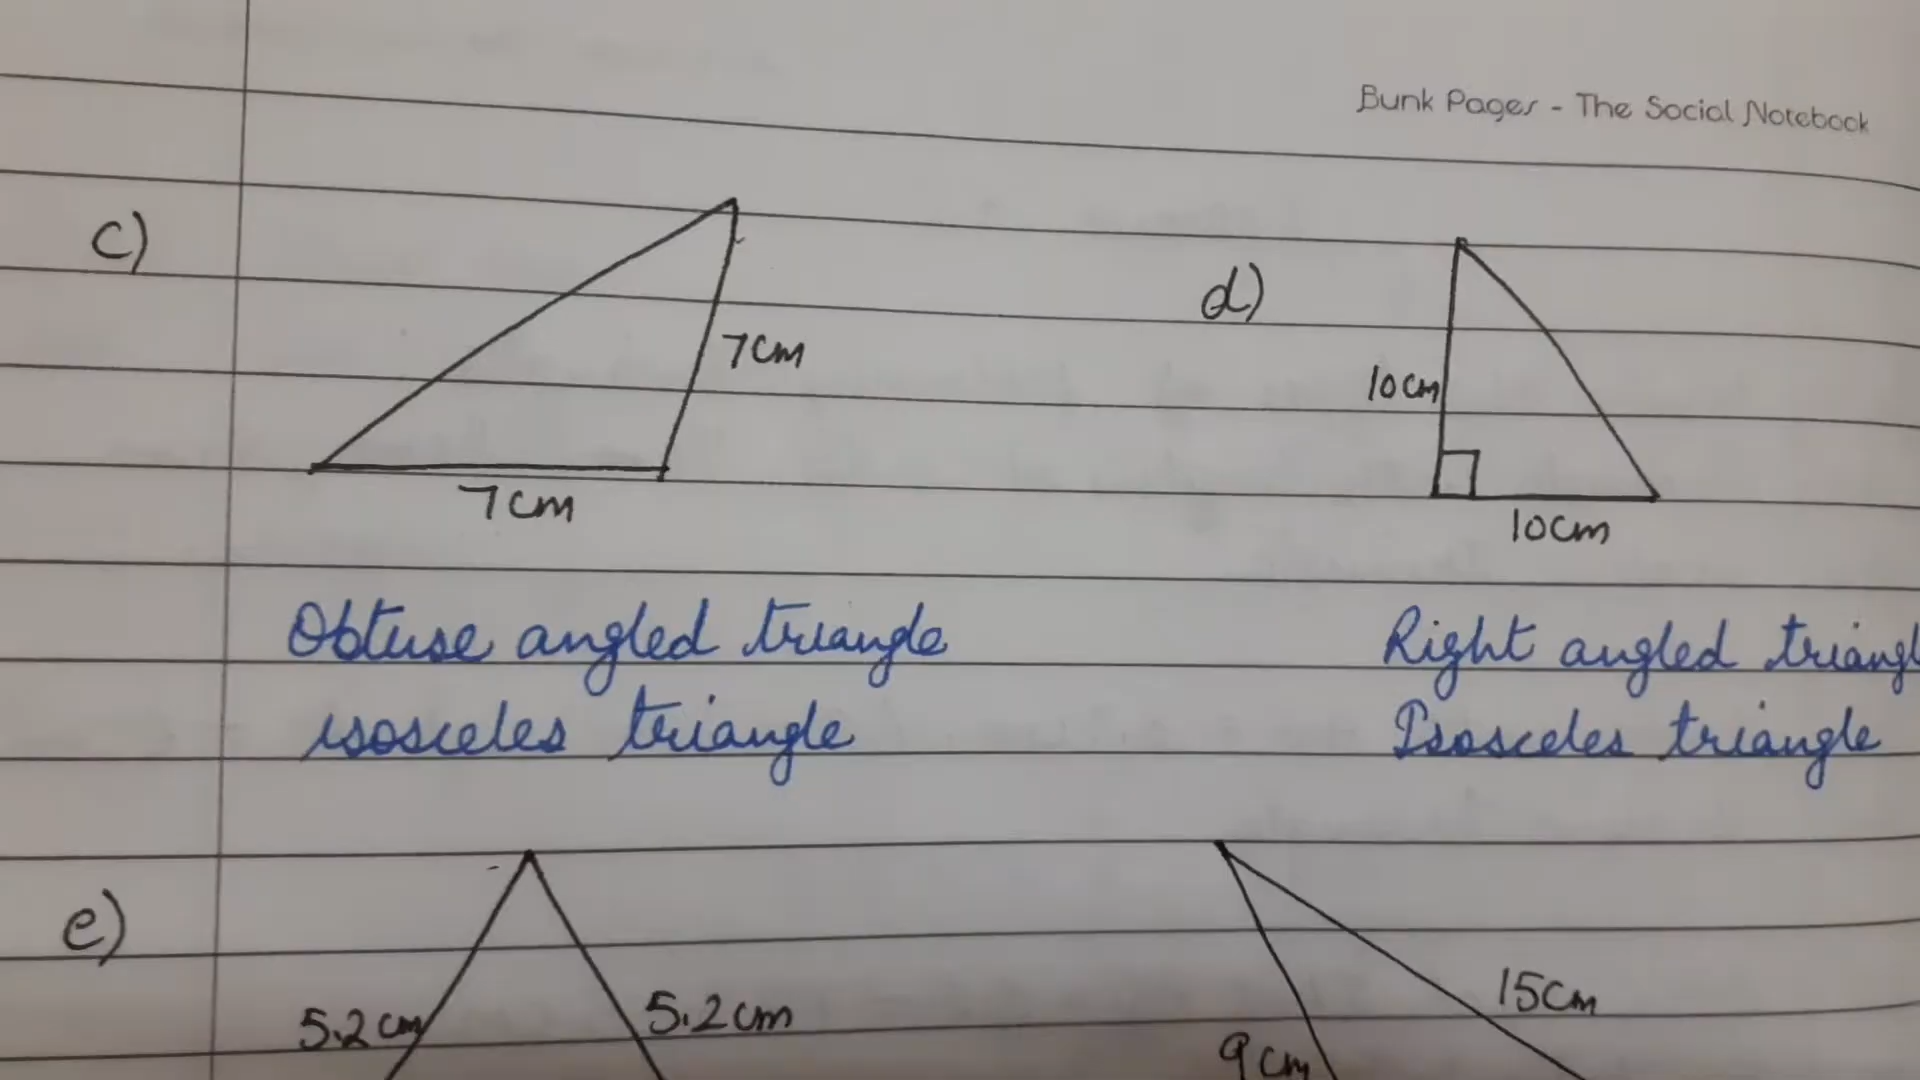 Bunk Pages - The Social Notebook
c)
7cm
7cm
d)
10cm
10cm
Obtuse angled triangle
isosceles triangle
Right angled triangl
Isosceles triangle
e)
5.2cm
5.2cm
15cm
9cm